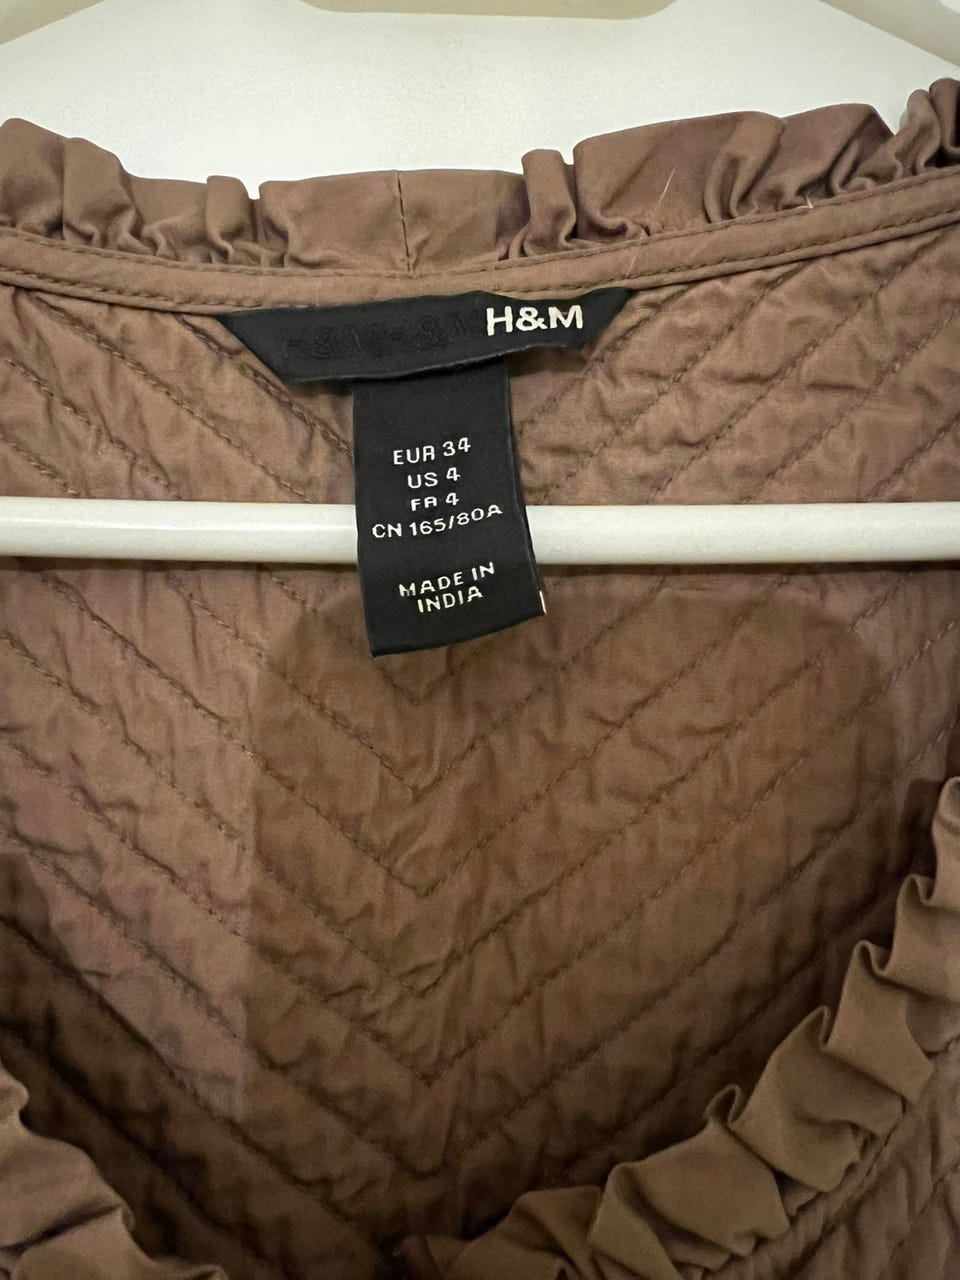 H&M
EUR 34
US 4
FR 4
CN 165/80A
MADE IN
INDIA